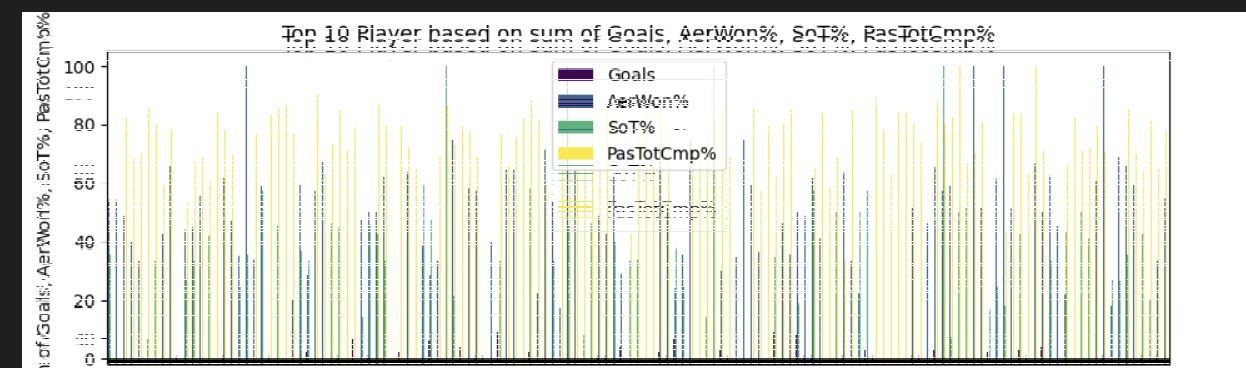 Top 10 Player based on sum of Goals, AerWon%, SoT%, PasTotCmp%
of Goals, AerWon%, SoT%, PasTotCmp%
100
80
60
40
20
0
Goals
AerWon%
SoT%
PasTotCmp%